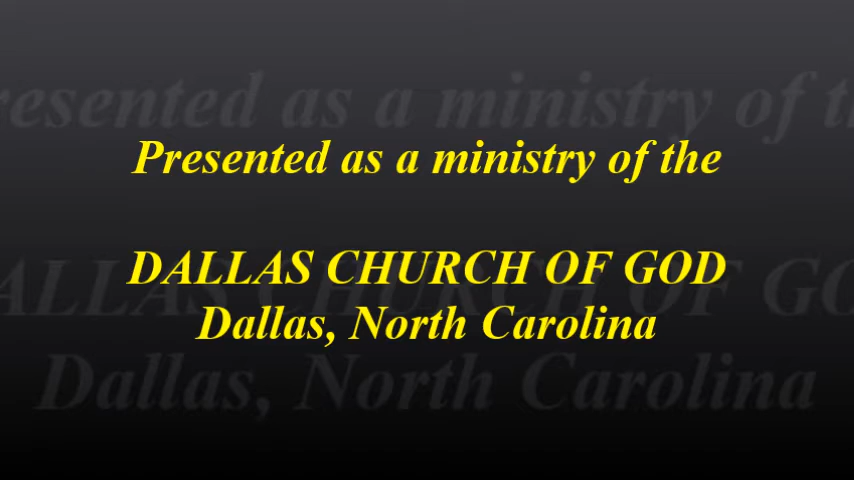 Presented as a ministry of the
DALLAS CHURCH OF GOD
Dallas, North Carolina